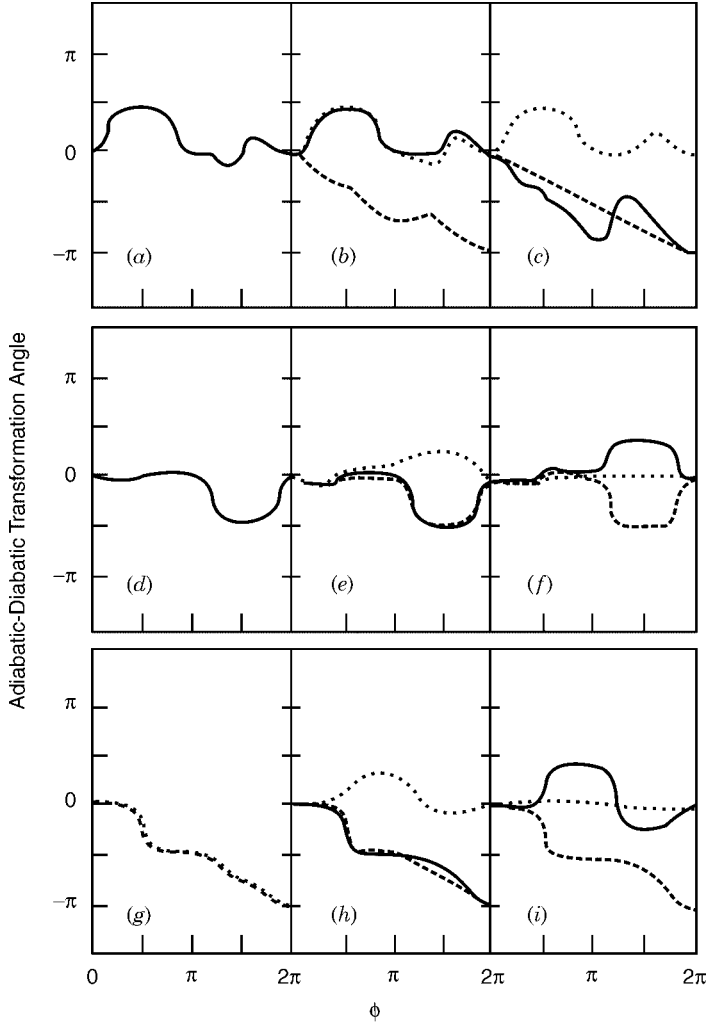 π
0
−π
(a)
(b)
(c)
π
0
−π
(d)
(e)
(f)
π
0
−π
(g)
(h)
(i)
0
π
2π
π
2π
π
2π
ϕ
Adiabatic-Diabatic Transformation Angle